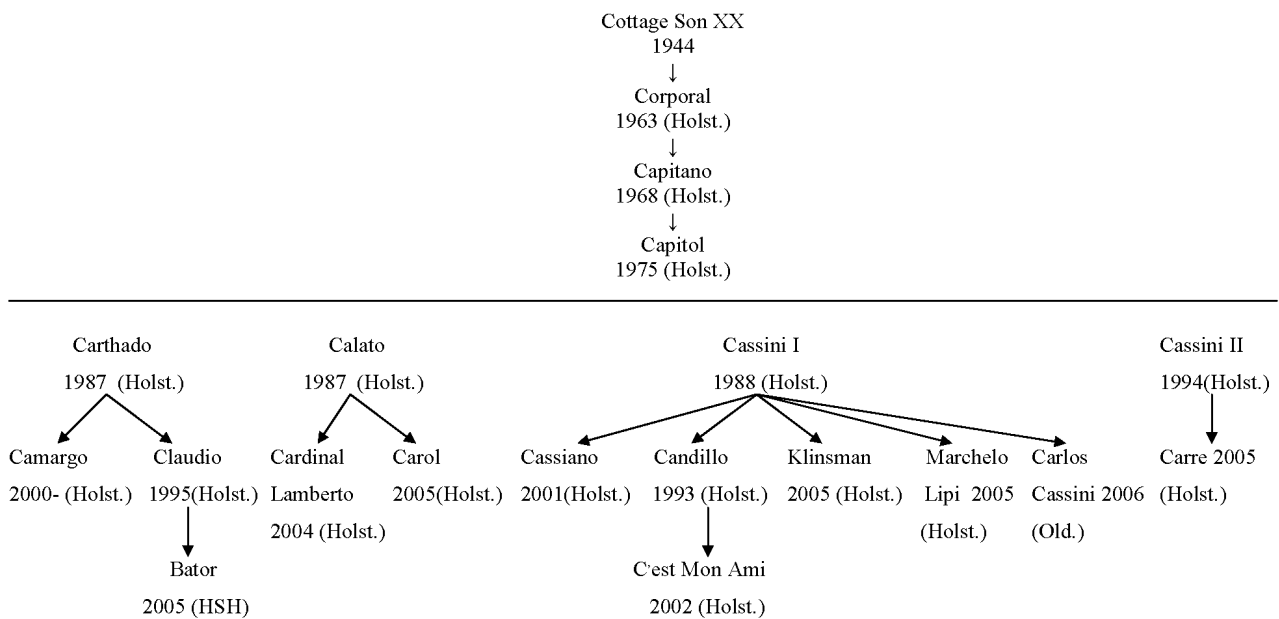 Cottage Son XX
1944
↓
Corporal
1963 (Holst.)
↓
Capitano
1968 (Holst.)
↓
Capitol
1975 (Holst.)
Carthado
1987 (Holst.)
Calato
1987 (Holst.)
Cassini I
1988 (Holst.)
Cassini II
1994(Holst.)
Camargo
2000- (Holst.)
Claudio
1995(Holst.)
Cardinal
Lamberto
2004 (Holst.)
Carol
2005(Holst.)
Cassiano
2001(Holst.)
Candillo
1993 (Holst.)
Klinsman
2005 (Holst.)
Marchelo
Lipi 2005
(Holst.)
Carlos
Cassini 2006
(Old.)
Carre 2005
(Holst.)
Bator
2005 (HSH)
C'est Mon Ami
2002 (Holst.)